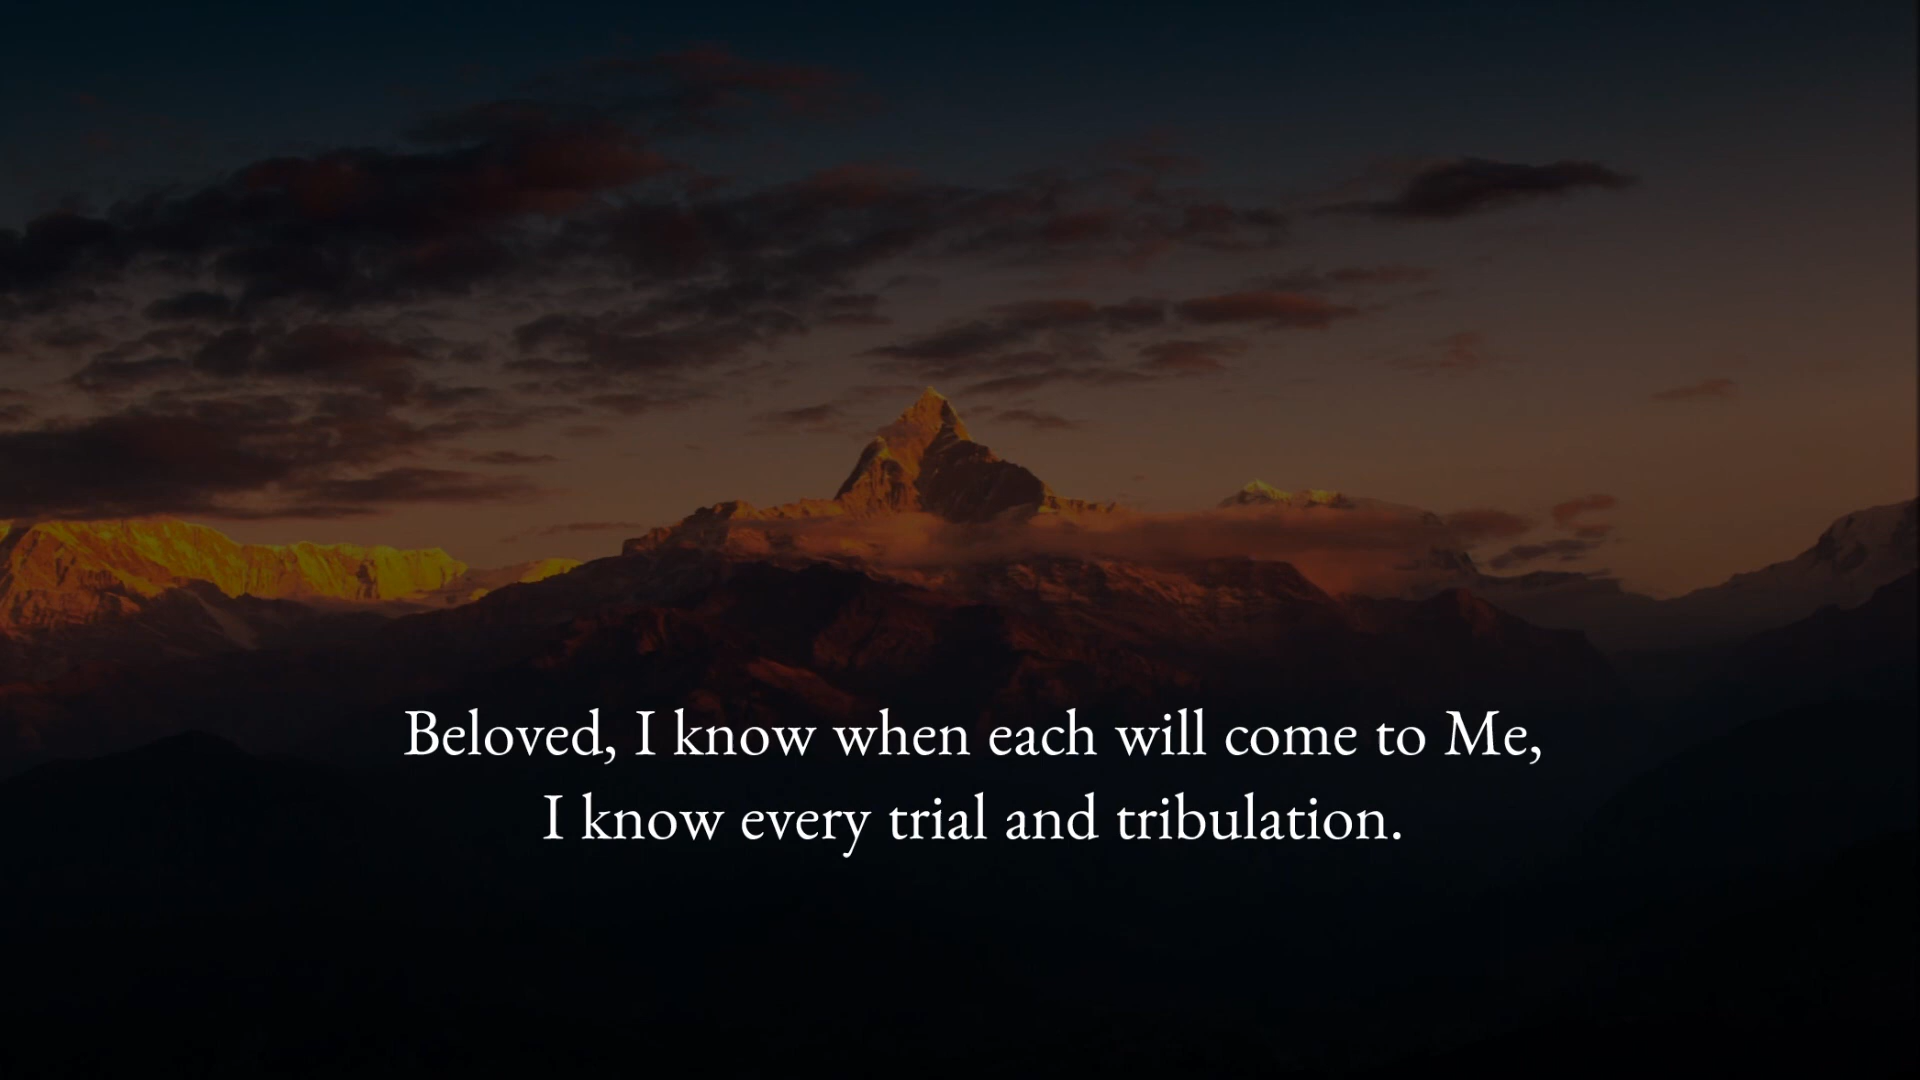 Beloved, I know when each will come to Me,
I know every trial and tribulation.